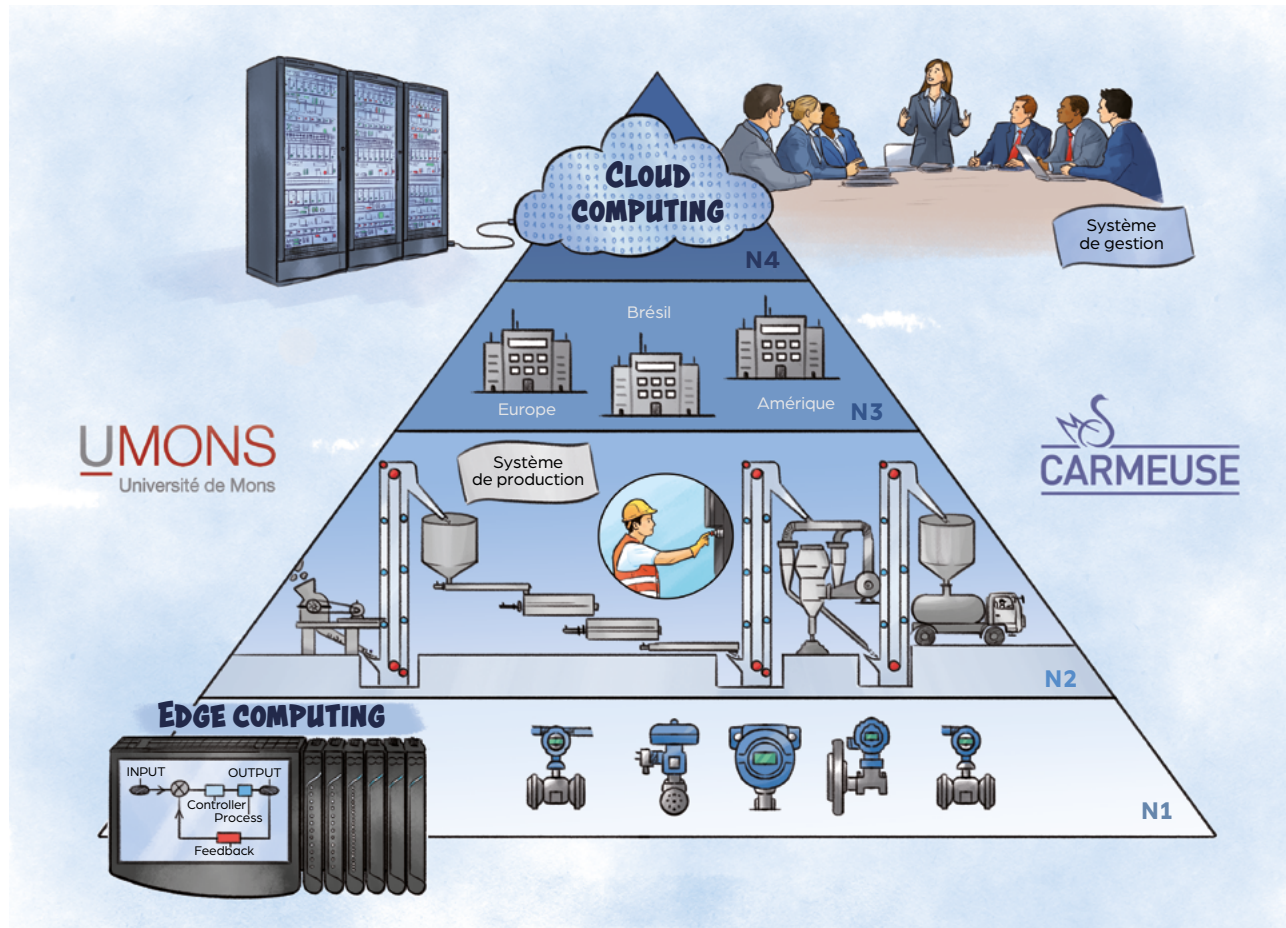 CLOUD
COMPUTING
Système
de gestion
N4
Brésil
Europe
Amérique
N3
UMONS
Université de Mons
CARMEUSE
Système
de production
N2
EDGE COMPUTING
INPUT
OUTPUT
Controller
Process
Feedback
N1